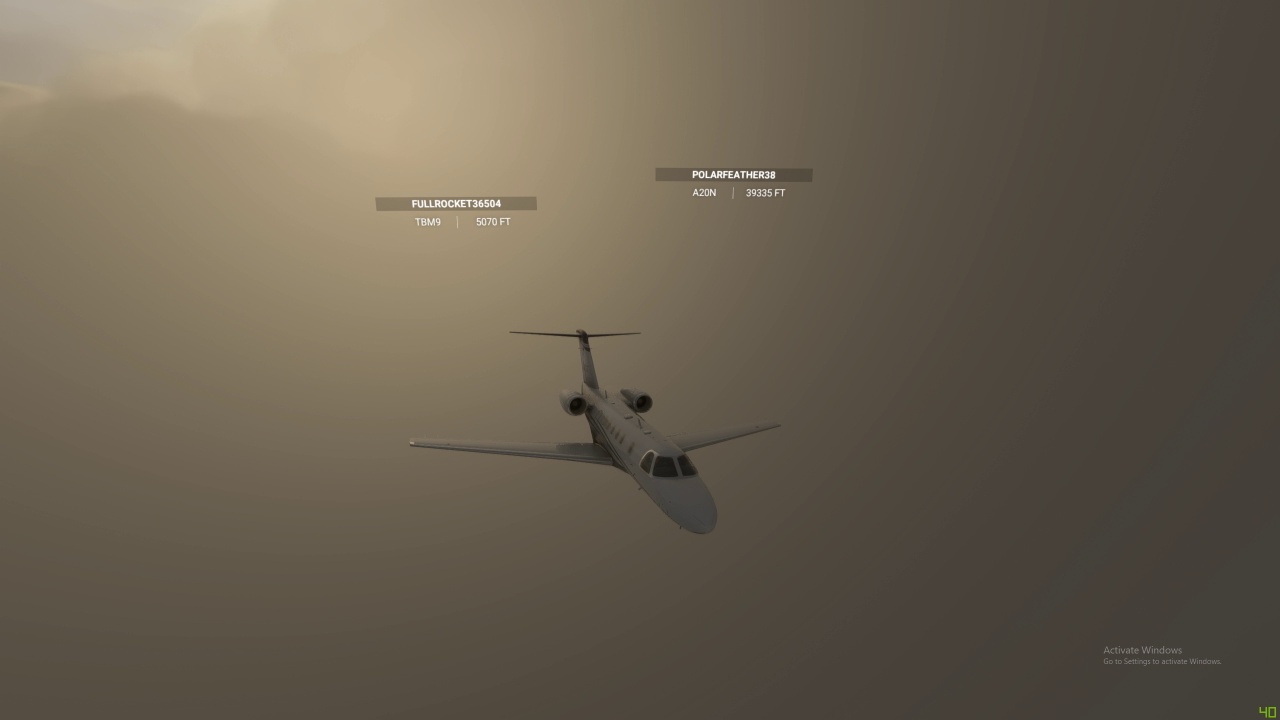 POLARFEATHER38
A20N | 39335 FT
FULLROCKET36504
TBM9 | 5070 FT
Activate Windows
Go to Settings to activate Windows.
40